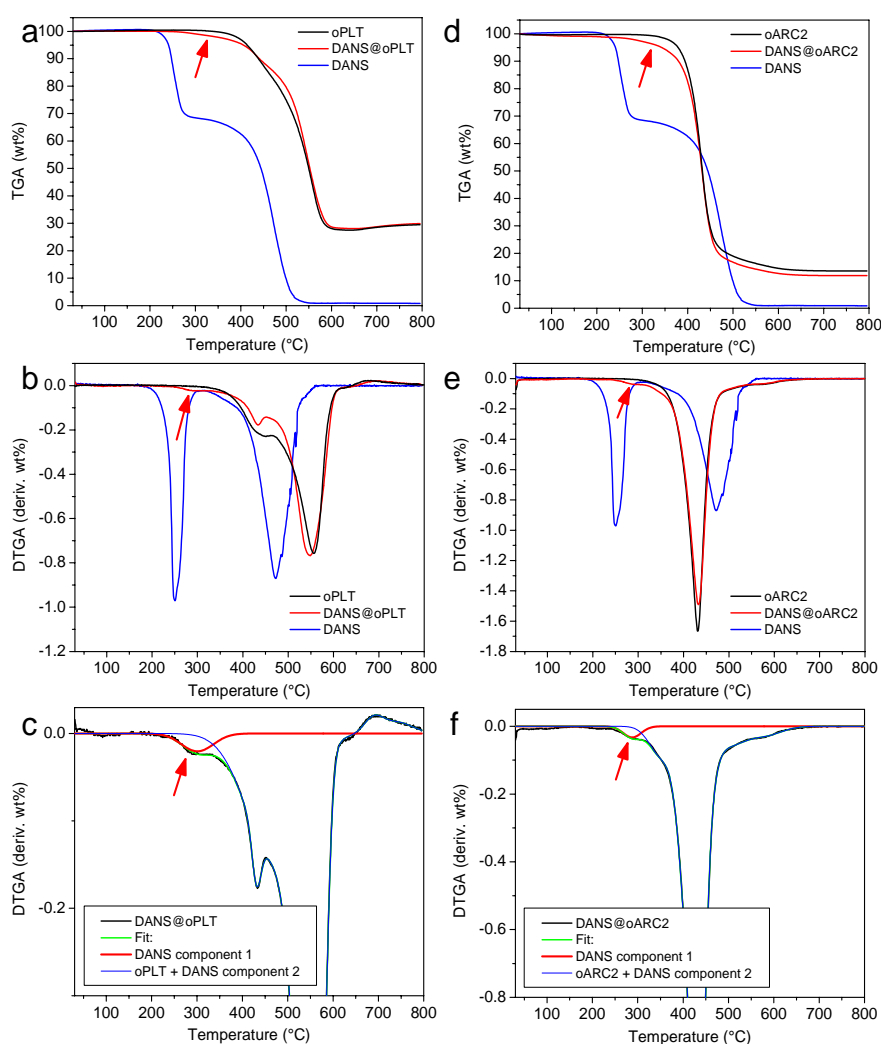 a
100
90
80
70
60
50
40
30
20
10
0
TGA (wt%)
oPLT
DANS@oPLT
DANS
100 200 300 400 500 600 700 800
Temperature (°C)
d
100
90
80
70
60
50
40
30
20
10
0
TGA (wt%)
oARC2
DANS@oARC2
DANS
100 200 300 400 500 600 700 800
Temperature (°C)
b
0.0
-0.2
-0.4
-0.6
-0.8
-1.0
-1.2
DTGA (deriv. wt%)
oPLT
DANS@oPLT
DANS
100 200 300 400 500 600 700 800
Temperature (°C)
e
0.0
-0.2
-0.4
-0.6
-0.8
-1.0
-1.2
-1.4
-1.6
-1.8
DTGA (deriv. wt%)
oARC2
DANS@oARC2
DANS
100 200 300 400 500 600 700 800
Temperature (°C)
c
0.0
-0.2
DTGA (deriv. wt%)
DANS@oPLT
Fit:
DANS component 1
oPLT + DANS component 2
100 200 300 400 500 600 700 800
Temperature (°C)
f
0.0
-0.2
-0.4
-0.6
-0.8
DTGA (deriv. wt%)
DANS@oARC2
Fit:
DANS component 1
oARC2 + DANS component 2
100 200 300 400 500 600 700 800
Temperature (°C)